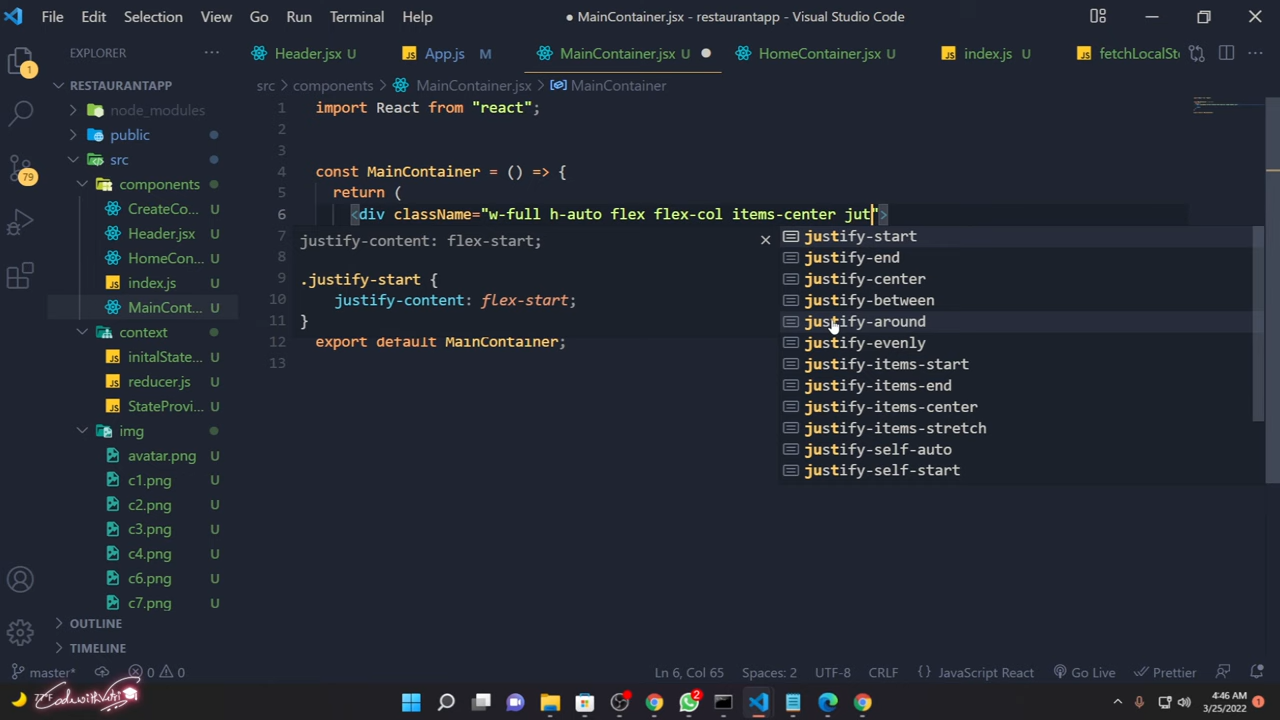 File Edit Selection View Go Run Terminal Help
● MainContainer.jsx - restaurantapp - Visual Studio Code
EXPLORER ···
Header.jsx U App.js M MainContainer.jsx U ● HomeContainer.jsx U index.js U fetchLocalSt
RESTAURANTAPP
src > components > MainContainer.jsx > MainContainer
node_modules
public
src
components
CreateCo... U
Header.jsx U
HomeCon... U
index.js U
MainCont... U
context
initalState... U
reducer.js U
StateProvi... U
img
avatar.png U
c1.png U
c2.png U
c3.png U
c4.png U
c6.png U
c7.png U
OUTLINE
TIMELINE
1 import React from "react";
2
3
4 const MainContainer = () => {
5 return (
6 <div className="w-full h-auto flex flex-col items-center jut">
7 justify-content: flex-start;
8
9 .justify-start {
10 justify-content: flex-start;
11 }
12 export default MainContainer;
13
justify-start
justify-end
justify-center
justify-between
justify-around
justify-evenly
justify-items-start
justify-items-end
justify-items-center
justify-items-stretch
justify-self-auto
justify-self-start
1
79
master* 0 0 Ln 6, Col 65 Spaces: 2 UTF-8 CRLF JavaScript React Go Live Prettier
2
4:46 AM
3/25/2022
1